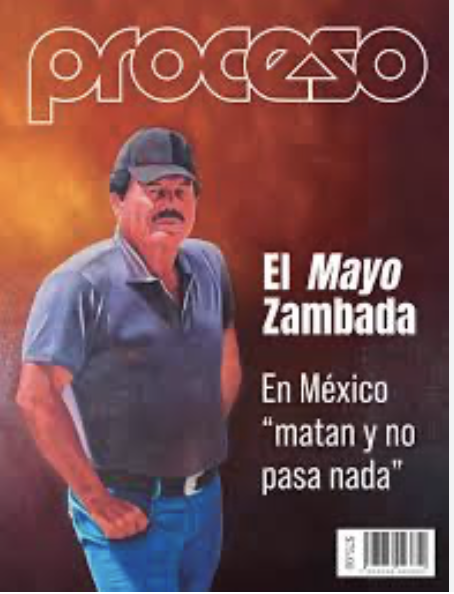 proceso
El Mayo
Zambada
En México
“matan y no
pasa nada”